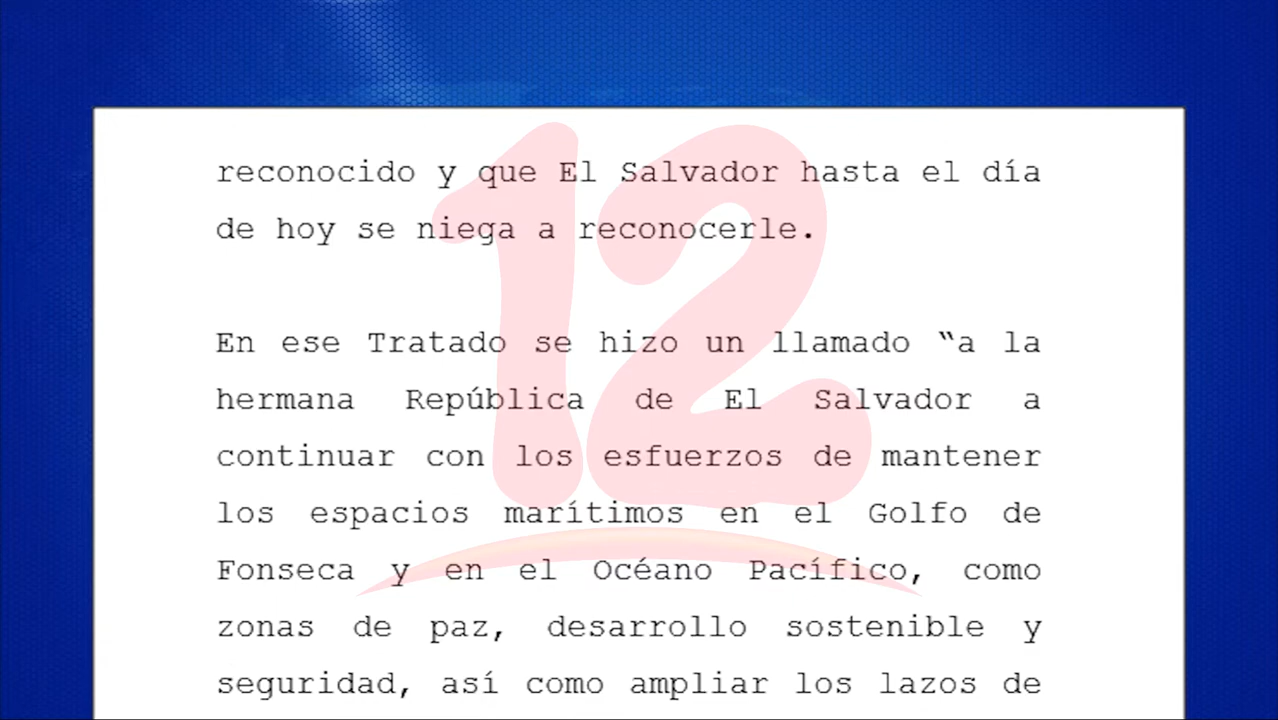 reconocido y que El Salvador hasta el día
de hoy se niega a reconocerle.
En ese Tratado se hizo un llamado “a la
hermana República de El Salvador a
continuar con los esfuerzos de mantener
los espacios marítimos en el Golfo de
Fonseca y en el Océano Pacífico, como
zonas de paz, desarrollo sostenible y
seguridad, así como ampliar los lazos de
12